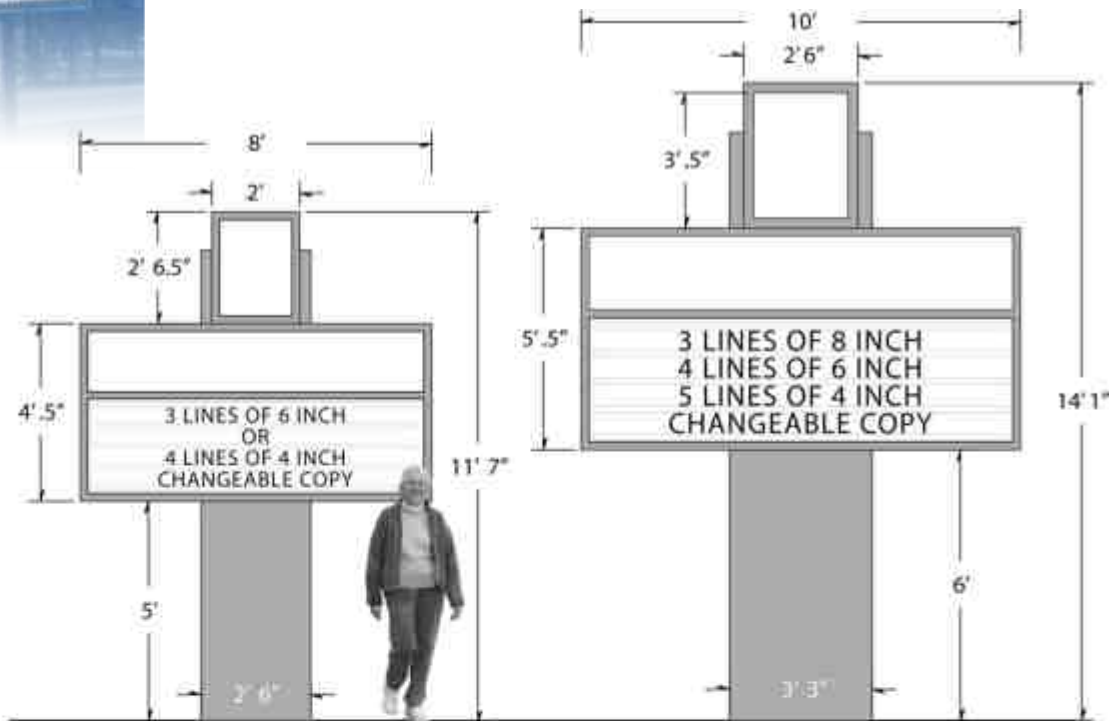 8'
2'
2' 6.5"
4'.5"
3 LINES OF 6 INCH
OR
4 LINES OF 4 INCH
CHANGEABLE COPY
11' 7"
5'
2' 6"
10'
2'6"
3'.5"
5'.5"
3 LINES OF 8 INCH
4 LINES OF 6 INCH
5 LINES OF 4 INCH
CHANGEABLE COPY
14' 1"
6'
3' 3"